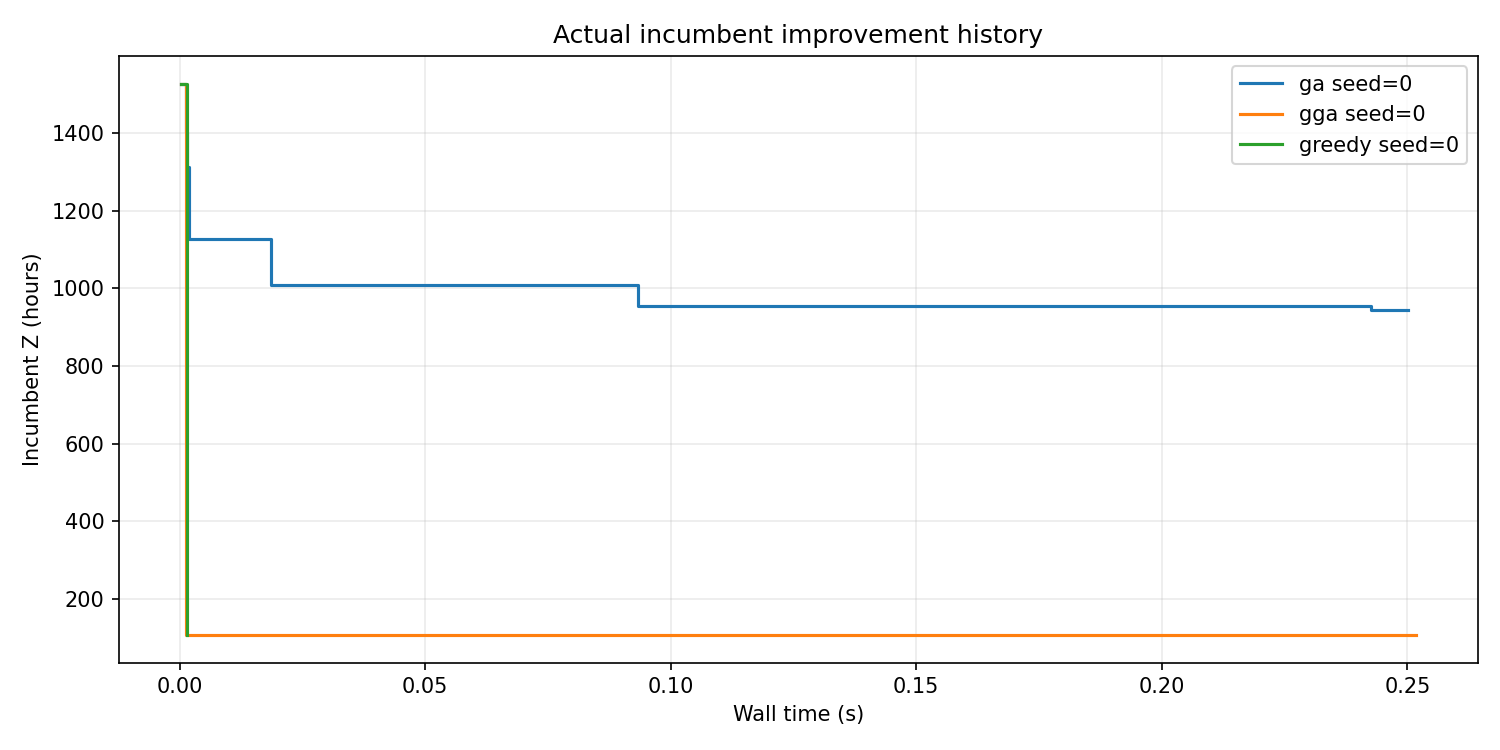 Actual incumbent improvement history
ga seed=0
gga seed=0
greedy seed=0
Incumbent Z (hours)
1400
1200
1000
800
600
400
200
0.00 0.05 0.10 0.15 0.20 0.25
Wall time (s)